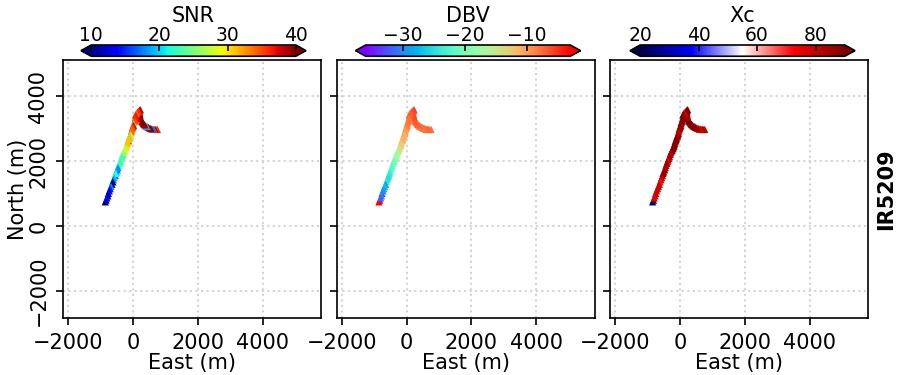 SNR DBV Xc
10 20 30 40 −30 −20 −10 20 40 60 80
4000
2000
0
−2000
North (m)
IR5209
−2000 0 2000 4000 −2000 0 2000 4000 −2000 0 2000 4000
East (m) East (m) East (m)